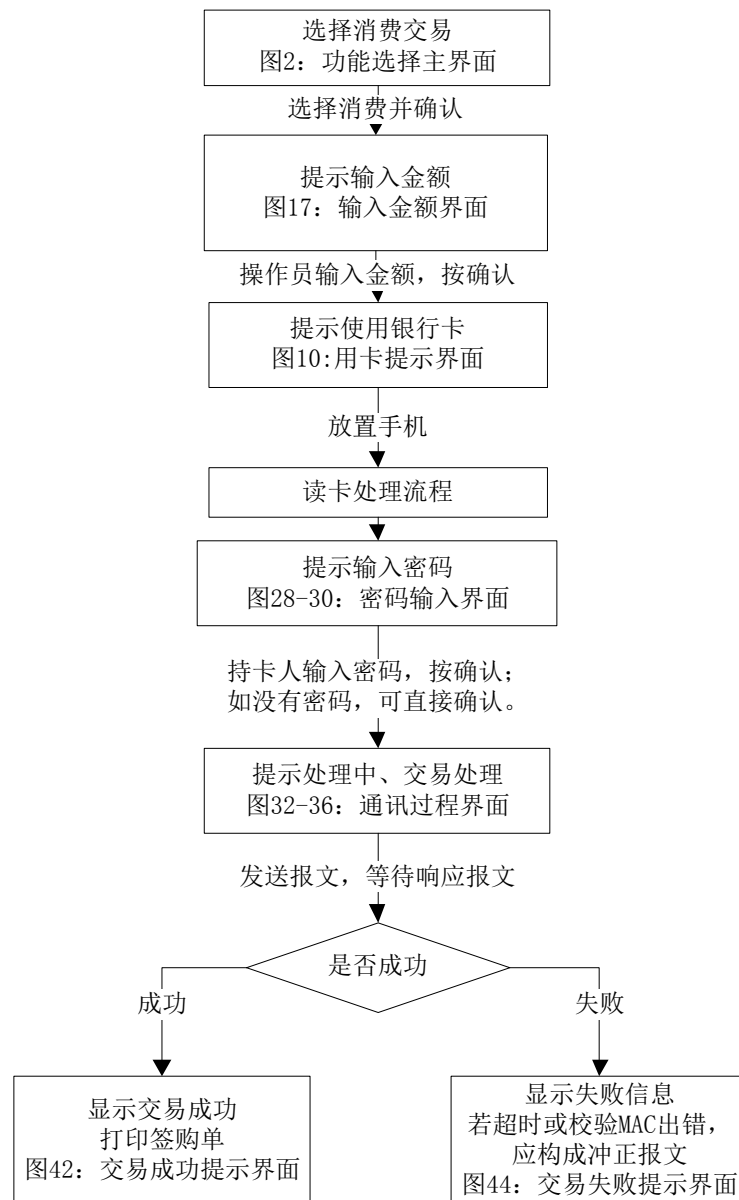 选择消费交易
图2：功能选择主界面
选择消费并确认
提示输入金额
图17：输入金额界面
操作员输入金额，按确认
提示使用银行卡
图10:用卡提示界面
放置手机
读卡处理流程
提示输入密码
图28-30：密码输入界面
持卡人输入密码，按确认；
如没有密码，可直接确认。
提示处理中、交易处理
图32-36：通讯过程界面
发送报文，等待响应报文
是否成功
成功
失败
显示交易成功
打印签购单
图42：交易成功提示界面
显示失败信息
若超时或校验MAC出错，
应构成冲正报文
图44：交易失败提示界面